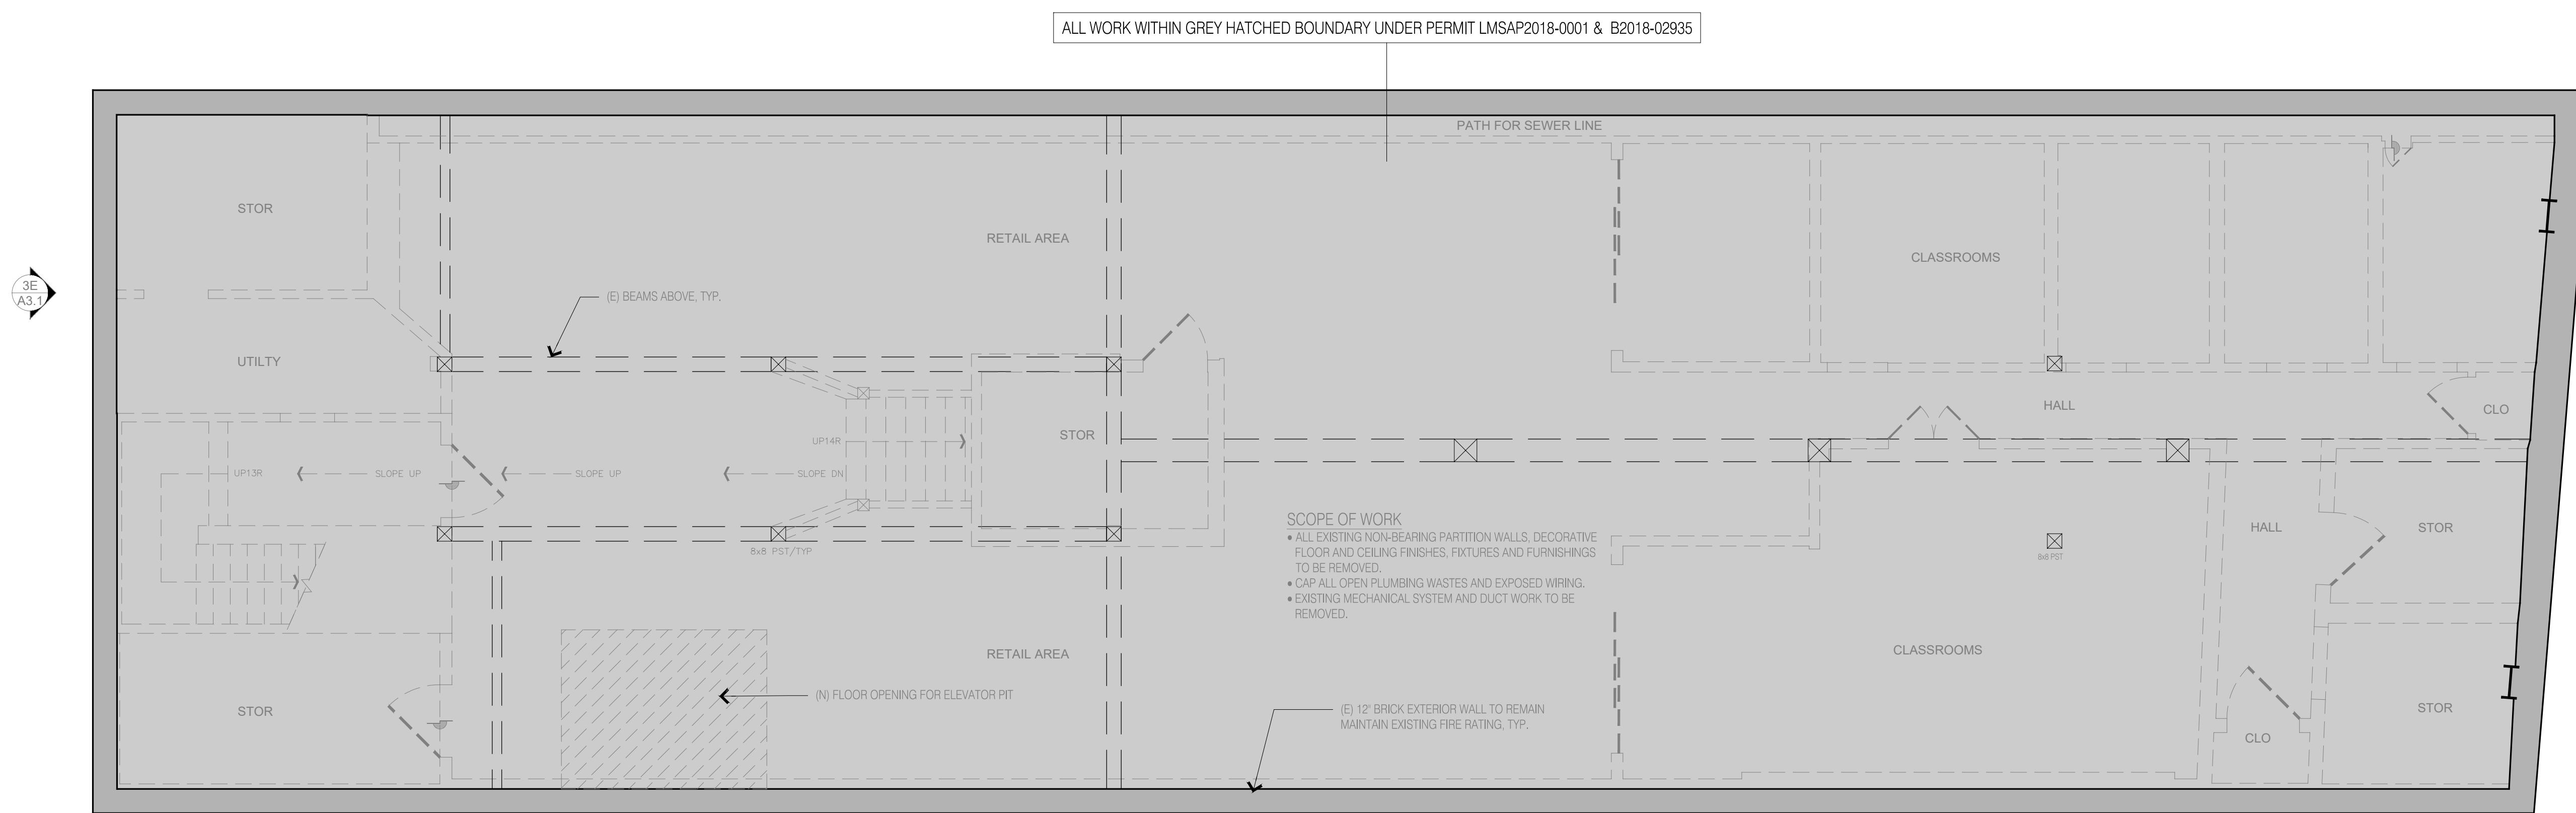 ALL WORK WITHIN GREY HATCHED BOUNDARY UNDER PERMIT LMSAP2018-0001 & B2018-02935
PATH FOR SEWER LINE
STOR
RETAIL AREA
CLASSROOMS
3E
A3.1
(E) BEAMS ABOVE, TYP.
UTILTY
HALL
CLO
STOR
UP14R
UP13R
SLOPE UP
SLOPE UP
SLOPE DN
8x8 PST/TYP
SCOPE OF WORK
• ALL EXISTING NON-BEARING PARTITION WALLS, DECORATIVE
FLOOR AND CEILING FINISHES, FIXTURES AND FURNISHINGS
TO BE REMOVED.
• CAP ALL OPEN PLUMBING WASTES AND EXPOSED WIRING.
• EXISTING MECHANICAL SYSTEM AND DUCT WORK TO BE
REMOVED.
8x8 PST
HALL
STOR
RETAIL AREA
CLASSROOMS
(N) FLOOR OPENING FOR ELEVATOR PIT
STOR
(E) 12" BRICK EXTERIOR WALL TO REMAIN
MAINTAIN EXISTING FIRE RATING, TYP.
STOR
CLO